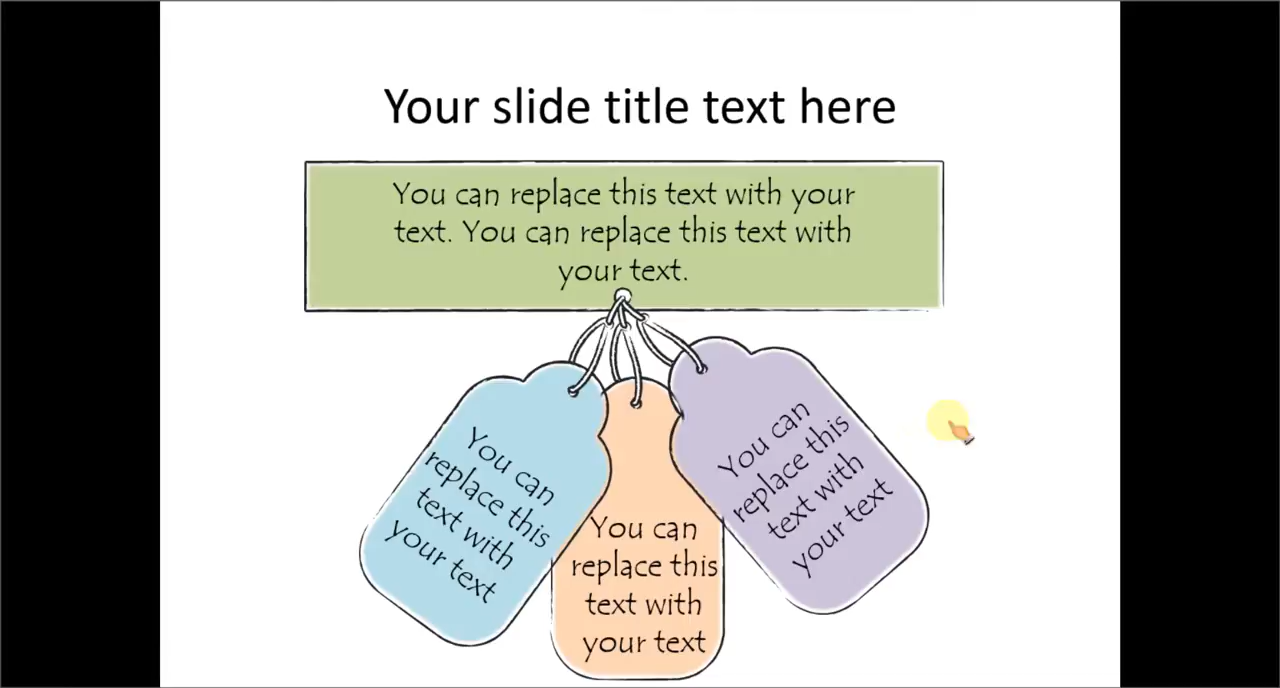 Your slide title text here
You can replace this text with your
text. You can replace this text with
your text.
You can
replace this
text with
your text
You can
replace this
text with
your text
You can
replace this
text with
your text